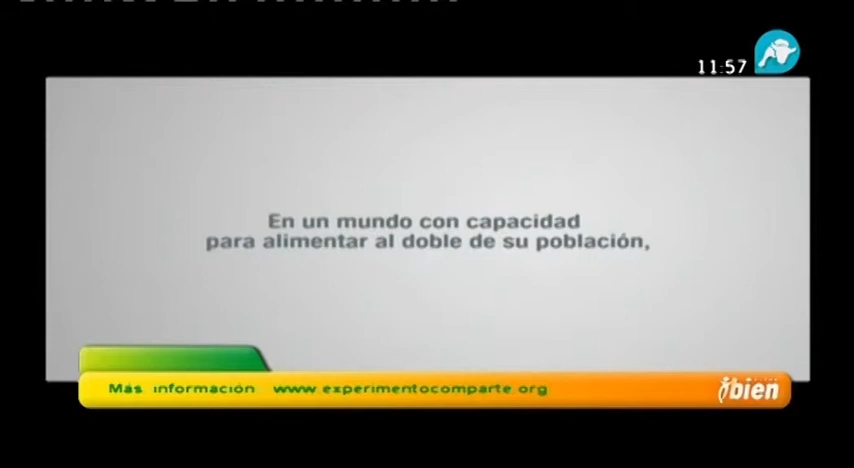 11:57
En un mundo con capacidad
para alimentar al doble de su población,
Más información www.experimentocomparte.org
bien